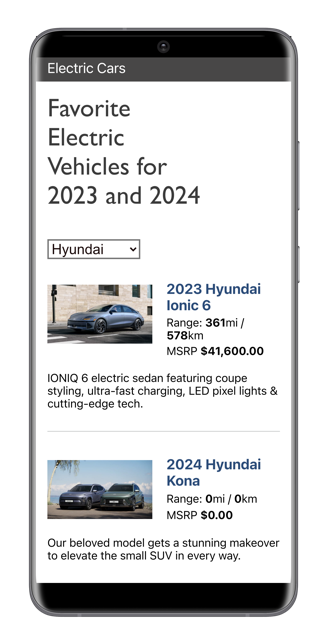 Electric Cars
Favorite
Electric
Vehicles for
2023 and 2024
Hyundai
2023 Hyundai
Ionic 6
Range: 361mi /
578km
MSRP $41,600.00
IONIQ 6 electric sedan featuring coupe
styling, ultra-fast charging, LED pixel lights &
cutting-edge tech.
2024 Hyundai
Kona
Range: 0mi / 0km
MSRP $0.00
Our beloved model gets a stunning makeover
to elevate the small SUV in every way.